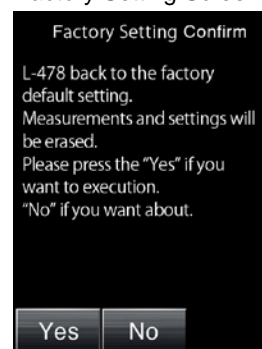 Factory Setting Confirm
L-478 back to the factory
default setting.
Measurements and settings will
be erased.
Please press the "Yes" if you
want to execution.
"No" if you want about.
Yes No